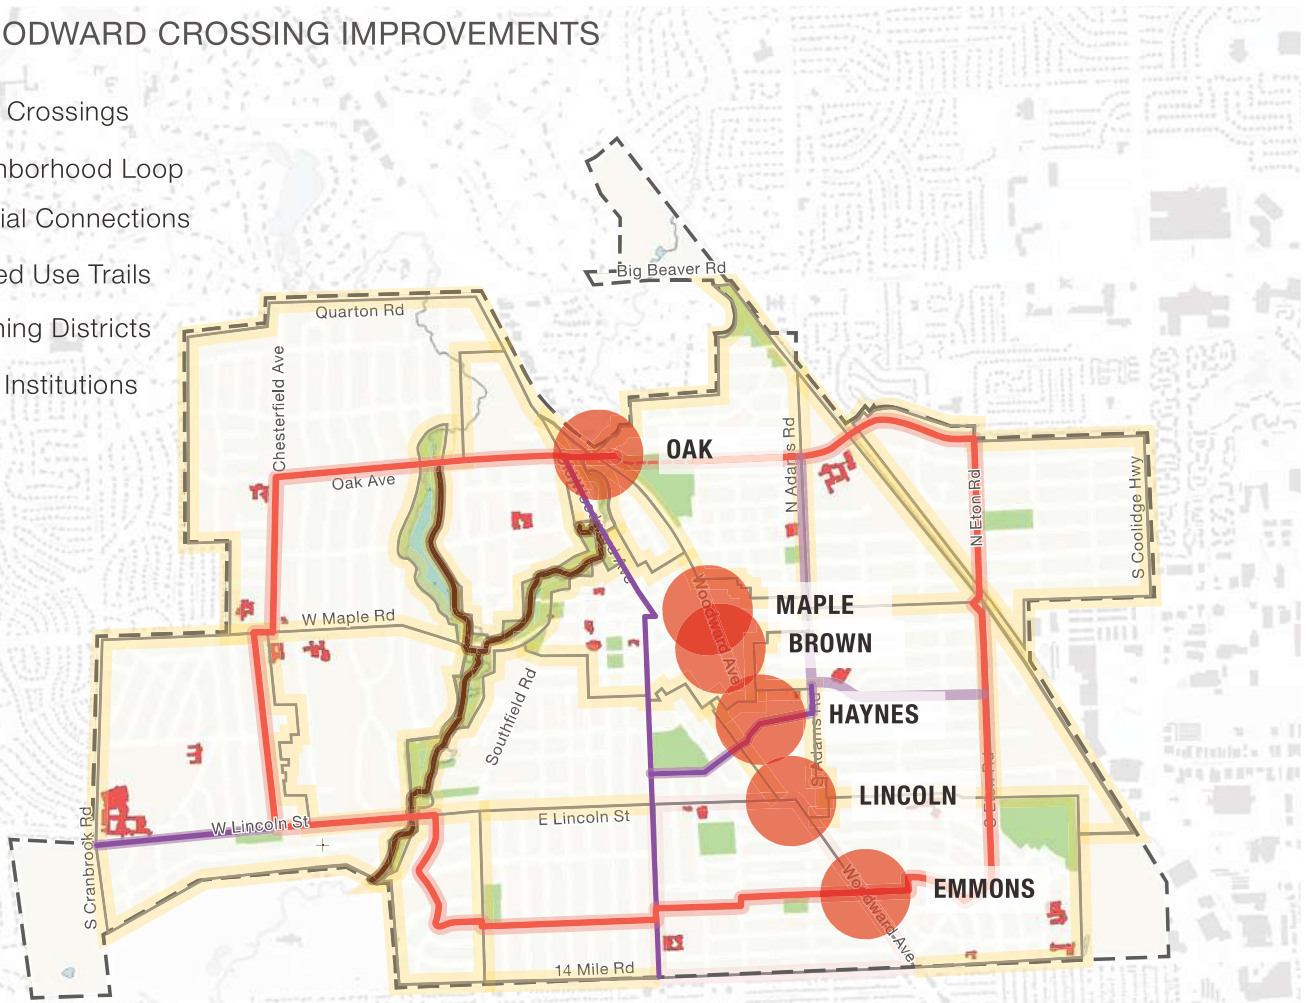 ODWARD CROSSING IMPROVEMENTS
Crossings
nborhood Loop
ial Connections
ed Use Trails
ning Districts
Institutions
Big Beaver Rd
Quarton Rd
Chesterfield Ave
OAK
N Adams Rd
Oak Ave
N Eton Rd
S Coolidge Hwy
W Maple Rd
Woodward Ave
MAPLE
BROWN
Southfield Rd
HAYNES
S Adams Rd
LINCOLN
S Cranbrook Rd
W Lincoln St
E Lincoln St
EMMONS
Woodward Ave
14 Mile Rd